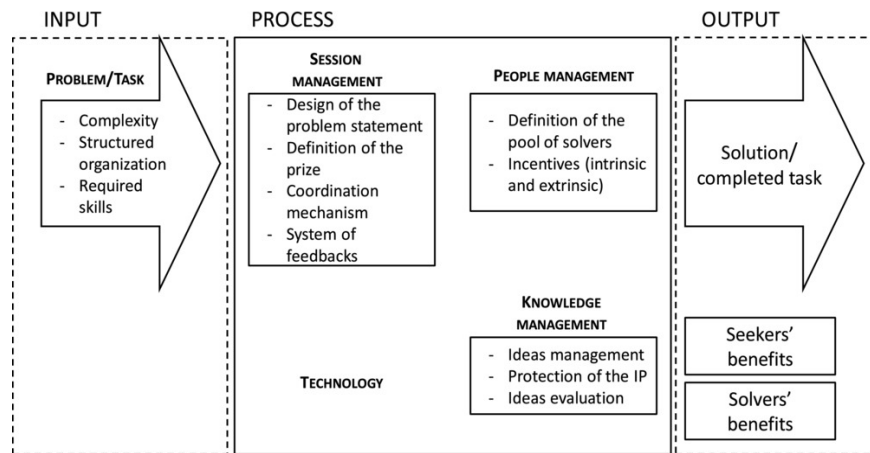 INPUT
PROBLEM/TASK
- Complexity
- Structured
organization
- Required
skills
PROCESS
SESSION
MANAGEMENT
- Design of the
problem statement
- Definition of the
prize
- Coordination
mechanism
- System of
feedbacks
PEOPLE MANAGEMENT
- Definition of the
pool of solvers
- Incentives (intrinsic
and extrinsic)
TECHNOLOGY
KNOWLEDGE
MANAGEMENT
- Ideas management
- Protection of the IP
- Ideas evaluation
OUTPUT
Solution/
completed task
Seekers’
benefits
Solvers’
benefits